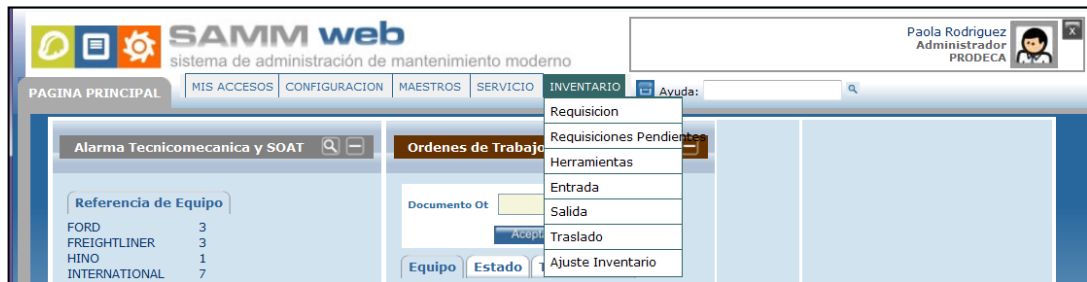 SAMM web
sistema de administración de mantenimiento moderno
Paola Rodriguez
Administrador
PRODECA
X
PAGINA PRINCIPAL
MIS ACCESOS
CONFIGURACION
MAESTROS
SERVICIO
INVENTARIO
Ayuda:
Requisicion
Requisiciones Pendientes
Herramientas
Entrada
Salida
Traslado
Ajuste Inventario
Alarma Tecnicomecanica y SOAT
Referencia de Equipo
FORD 3
FREIGHTLINER 3
HINO 1
INTERNATIONAL 7
Ordenes de Trabajo
Documento Ot
Equipo
Estado